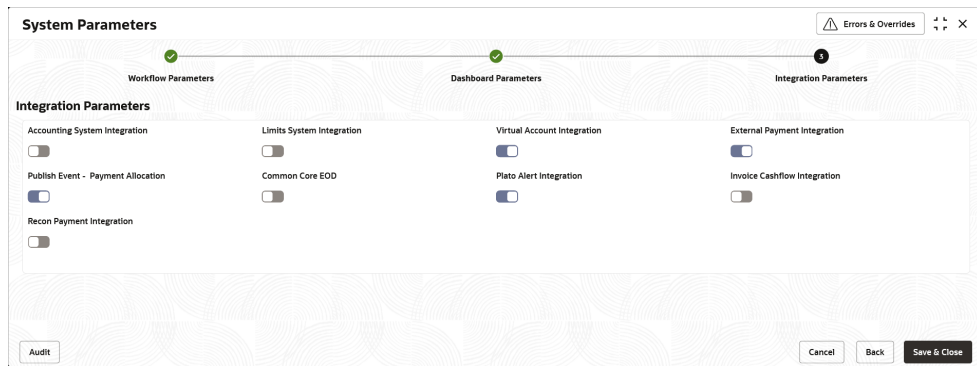 System Parameters
Errors & Overrides
3
Workflow Parameters
Dashboard Parameters
Integration Parameters
Integration Parameters
Accounting System Integration
Limits System Integration
Virtual Account Integration
External Payment Integration
Publish Event - Payment Allocation
Common Core EOD
Plato Alert Integration
Invoice Cashflow Integration
Recon Payment Integration
Audit
Cancel
Back
Save & Close